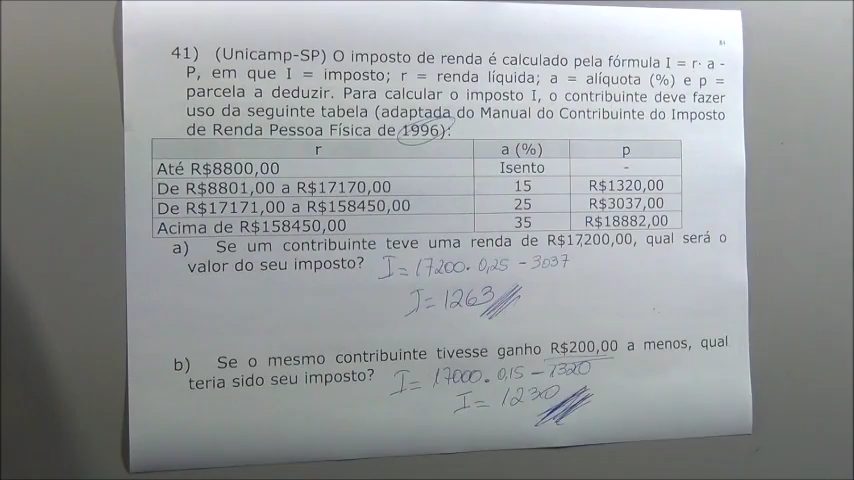 41) (Unicamp-SP) O imposto de renda é calculado pela fórmula I = r· a -
P, em que I = imposto; r = renda líquida; a = alíquota (%) e p =
parcela a deduzir. Para calcular o imposto I, o contribuinte deve fazer
uso da seguinte tabela (adaptada do Manual do Contribuinte do Imposto
de Renda Pessoa Física de 1996):
r a (%) p
Até R$8800,00 Isento -
De R$8801,00 a R$17170,00 15 R$1320,00
De R$17171,00 a R$158450,00 25 R$3037,00
Acima de R$158450,00 35 R$18882,00
a) Se um contribuinte teve uma renda de R$17200,00, qual será o
valor do seu imposto? I = 17200 · 0,25 - 3037
I = 1263
b) Se o mesmo contribuinte tivesse ganho R$200,00 a menos, qual
teria sido seu imposto? I = 17000 · 0,15 - 1320
I = 1230